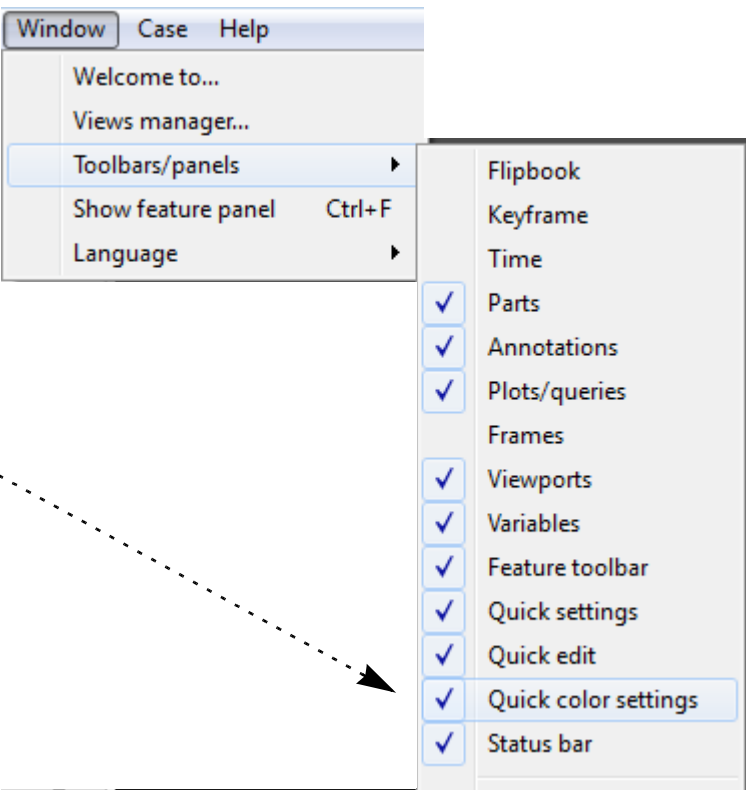 Window Case Help
Welcome to...
Views manager...
Toolbars/panels
Show feature panel Ctrl+F
Language
Flipbook
Keyframe
Time
Parts
Annotations
Plots/queries
Frames
Viewports
Variables
Feature toolbar
Quick settings
Quick edit
Quick color settings
Status bar